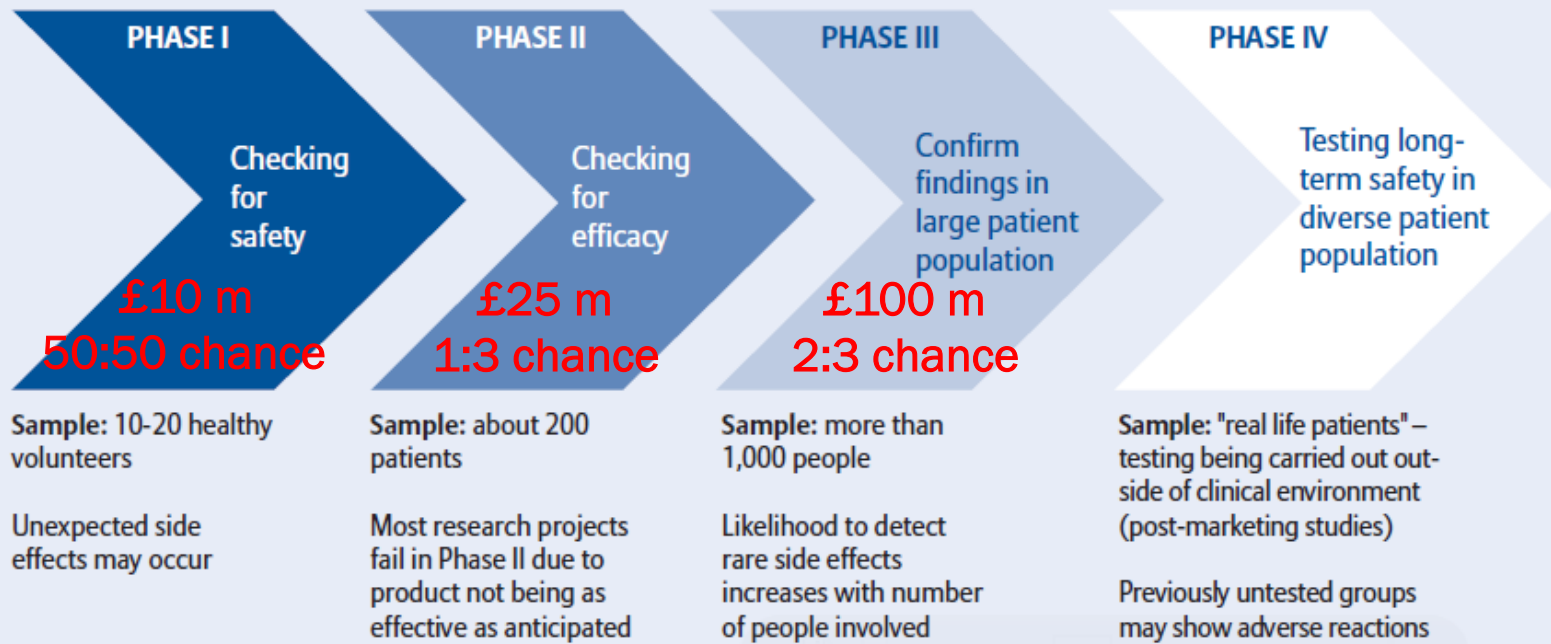 PHASE I
Checking
for
safety
£10 m
50:50 chance
Sample: 10-20 healthy
volunteers
Unexpected side
effects may occur
PHASE II
Checking
for
efficacy
£25 m
1:3 chance
Sample: about 200
patients
Most research projects
fail in Phase II due to
product not being as
effective as anticipated
PHASE III
Confirm
findings in
large patient
population
£100 m
2:3 chance
Sample: more than
1,000 people
Likelihood to detect
rare side effects
increases with number
of people involved
PHASE IV
Testing long-
term safety in
diverse patient
population
Sample: "real life patients" –
testing being carried out out-
side of clinical environment
(post-marketing studies)
Previously untested groups
may show adverse reactions